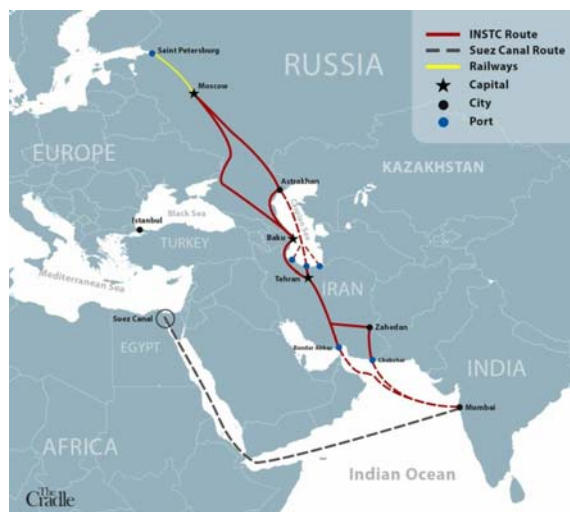 INSTC Route
Suez Canal Route
Railways
Capital
City
Port
Saint Petersburg
RUSSIA
Moscow
EUROPE
KAZAKHSTAN
Astrakhan
Caspian Sea
Black Sea
Istanbul
Baku
TURKEY
Mediterranean Sea
Tehran
IRAN
Suez Canal
Zahedan
EGYPT
Bandar Abbas
Chabahar
INDIA
Mumbai
AFRICA
Indian Ocean
The
Cradle